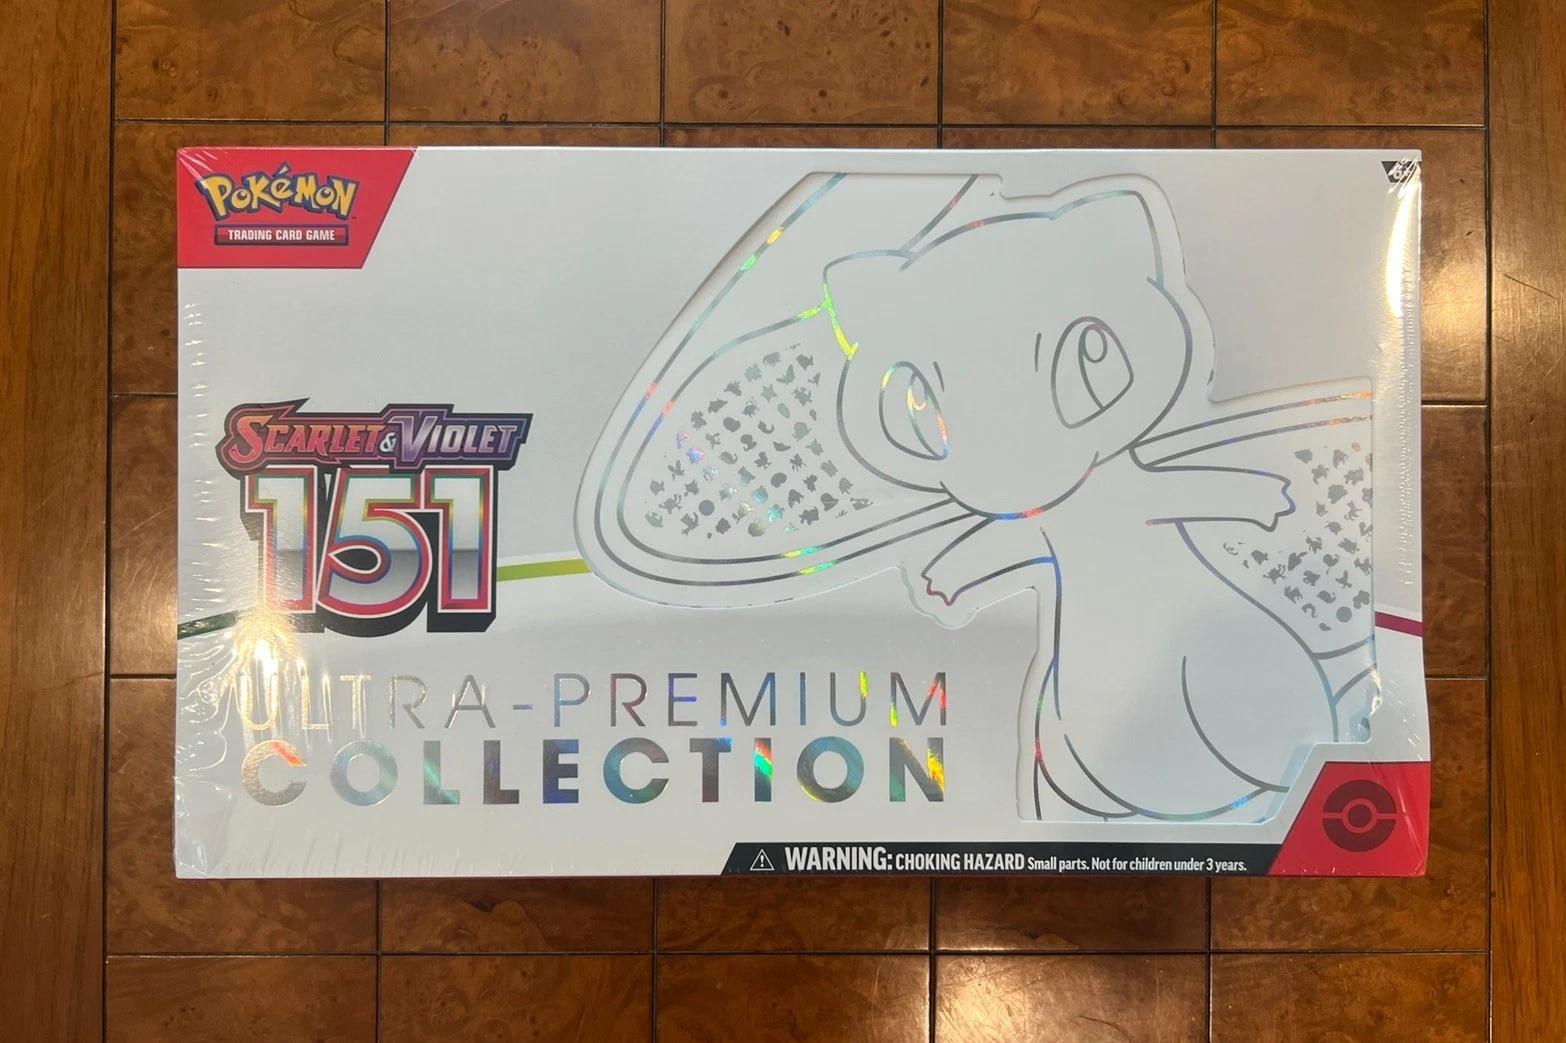 POKéMON
TRADING CARD GAME
6+
SCARLET & VIOLET
151
ULTRA-PREMIUM
COLLECTION
WARNING: CHOKING HAZARD Small parts. Not for children under 3 years.